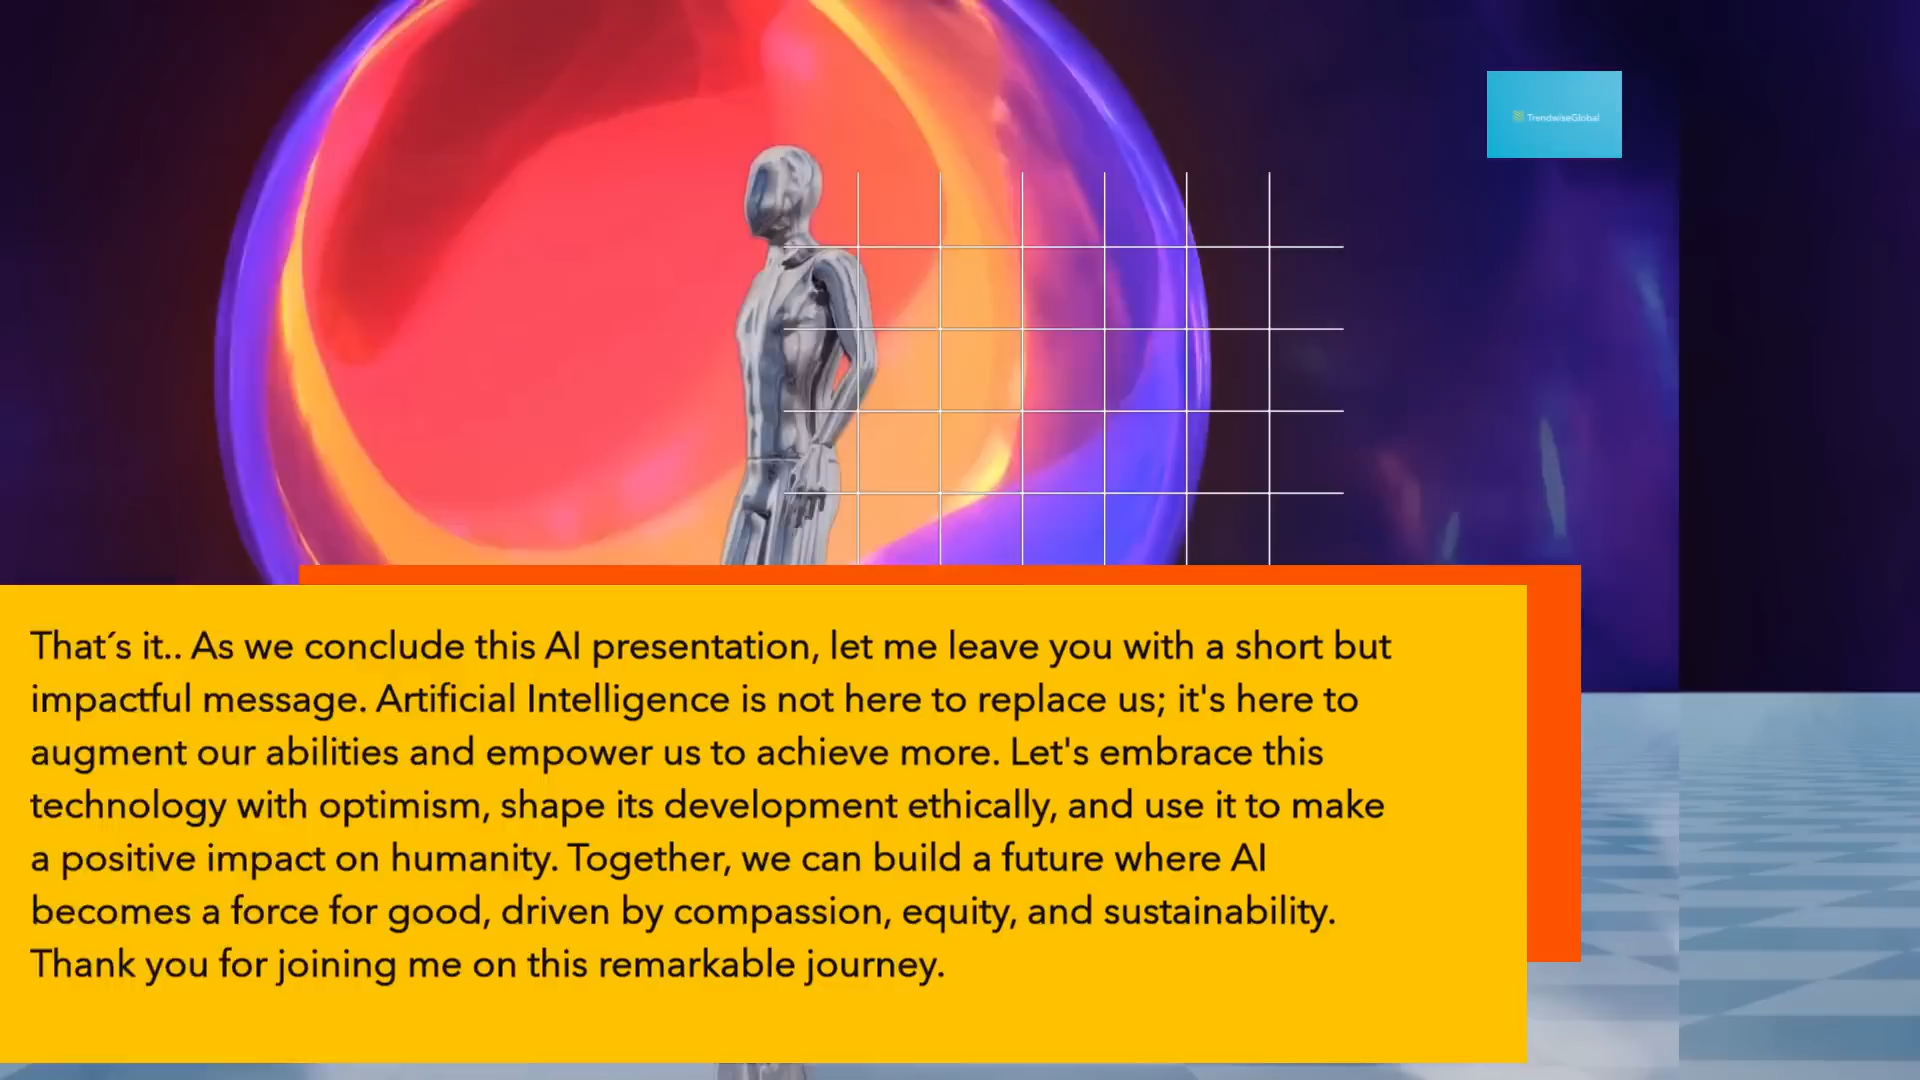 TrendwiseGlobal
That´s it.. As we conclude this AI presentation, let me leave you with a short but
impactful message. Artificial Intelligence is not here to replace us; it's here to
augment our abilities and empower us to achieve more. Let's embrace this
technology with optimism, shape its development ethically, and use it to make
a positive impact on humanity. Together, we can build a future where AI
becomes a force for good, driven by compassion, equity, and sustainability.
Thank you for joining me on this remarkable journey.